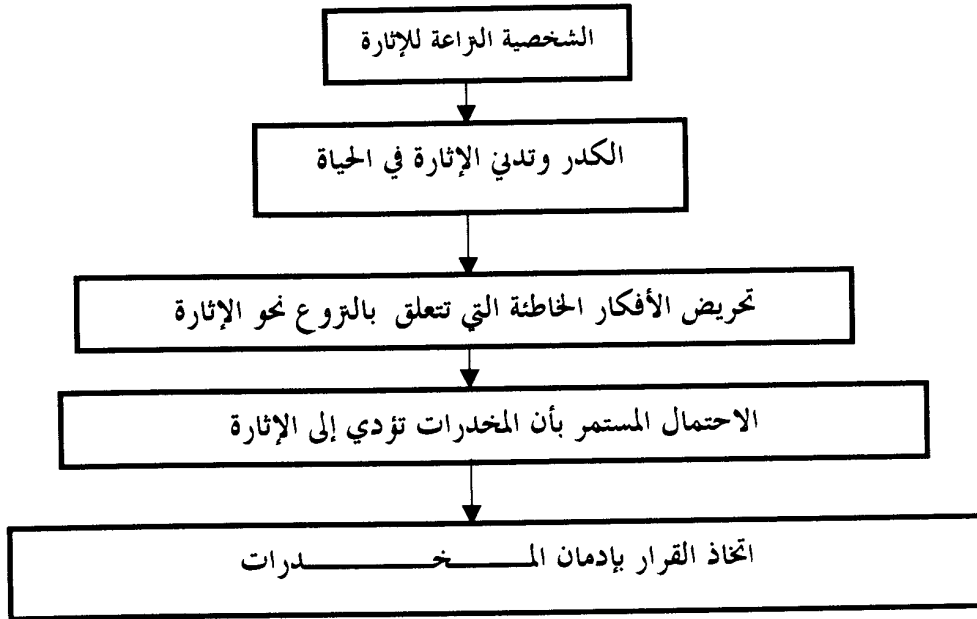 الشخصية النزاعة للإثارة
الكدر وتدني الإثارة في الحياة
تحريض الأفكار الخاطئة التي تتعلق بالنزوع نحو الإثارة
الاحتمال المستمر بأن المخدرات تؤدي إلى الإثارة
اتخاذ القرار بإدمان المـــــخـــــــــدرات